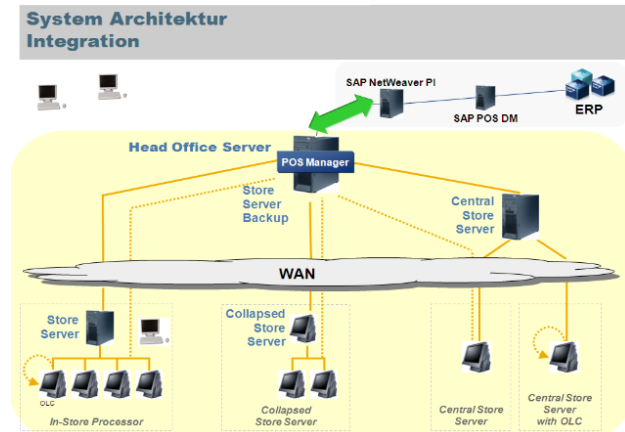 System Architektur
Integration
SAP NetWeaver PI
SAP POS DM
ERP
Head Office Server
POS Manager
Store
Server
Backup
Central
Store
Server
WAN
Store
Server
Collapsed
Store
Server
OLC
In-Store Processor
Collapsed
Store Server
Central Store
Server
Central Store
Server
with OLC